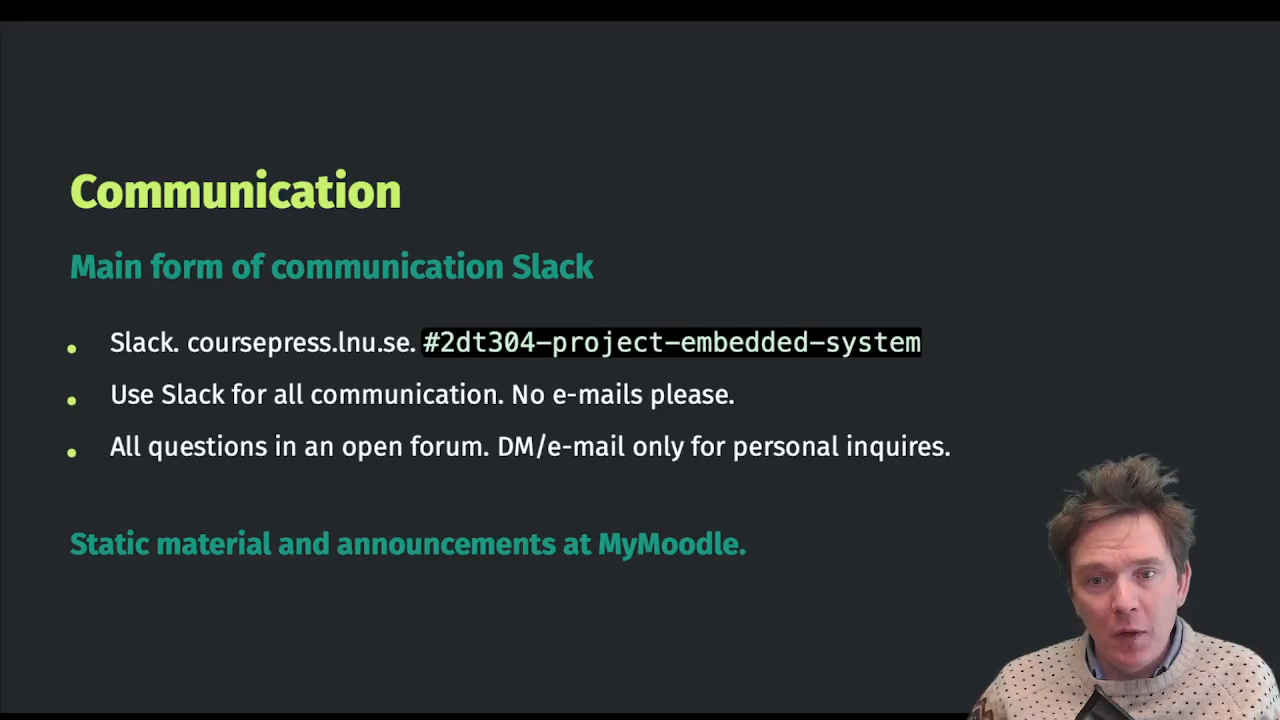 Communication
Main form of communication Slack
Slack. coursepress.lnu.se. #2dt304-project-embedded-system
Use Slack for all communication. No e-mails please.
All questions in an open forum. DM/e-mail only for personal inquires.
Static material and announcements at MyMoodle.